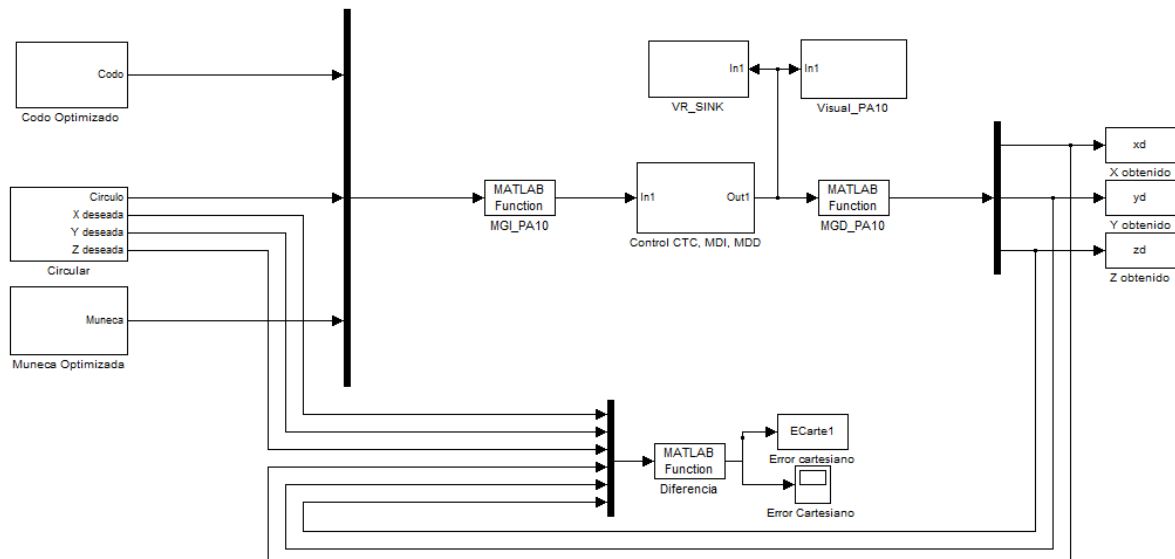 Codo
Codo Optimizado
Circulo
X deseada
Y deseada
Z deseada
Circular
Muneca
Muneca Optimizada
MATLAB
Function
MGI_PA10
In1
Out1
Control CTC, MDI, MDD
In1
VR_SINK
In1
Visual_PA10
MATLAB
Function
MGD_PA10
xd
X obtenido
yd
Y obtenido
zd
Z obtenido
MATLAB
Function
Diferencia
ECarte1
Error cartesiano
Error Cartesiano